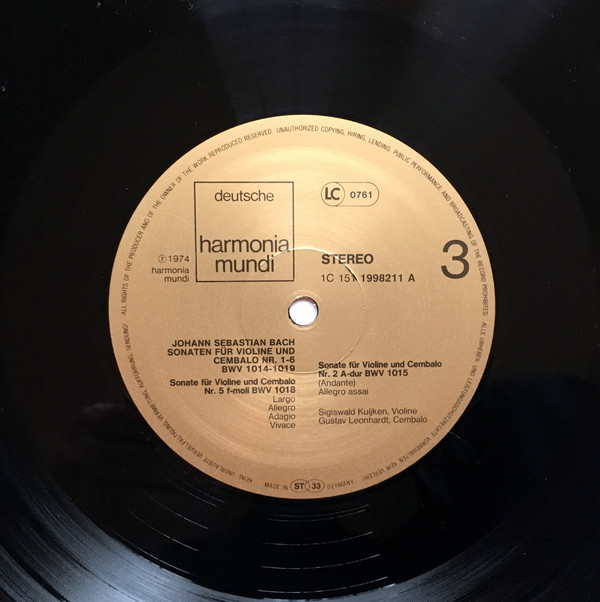 deutsche
harmonia
mundi
℗ 1974
harmonia
mundi
LC 0761
STEREO
1C 151 1998211 A
3
JOHANN SEBASTIAN BACH
SONATEN FÜR VIOLINE UND
CEMBALO NR. 1-6
BWV 1014-1019
Sonate für Violine und Cembalo
Nr. 5 f-moll BWV 1018
Largo
Allegro
Adagio
Vivace
Sonate für Violine und Cembalo
Nr. 2 A-dur BWV 1015
(Andante)
Allegro assai
Sigiswald Kuijken, Violine
Gustav Leonhardt, Cembalo
ALL RIGHTS OF THE PRODUCER AND OF THE OWNER OF THE WORK REPRODUCED RESERVED. UNAUTHORIZED COPYING, HIRING, LENDING, PUBLIC PERFORMANCE AND BROADCASTING OF THE RECORD PROHIBITED.
MADE IN ST 33 GERMANY